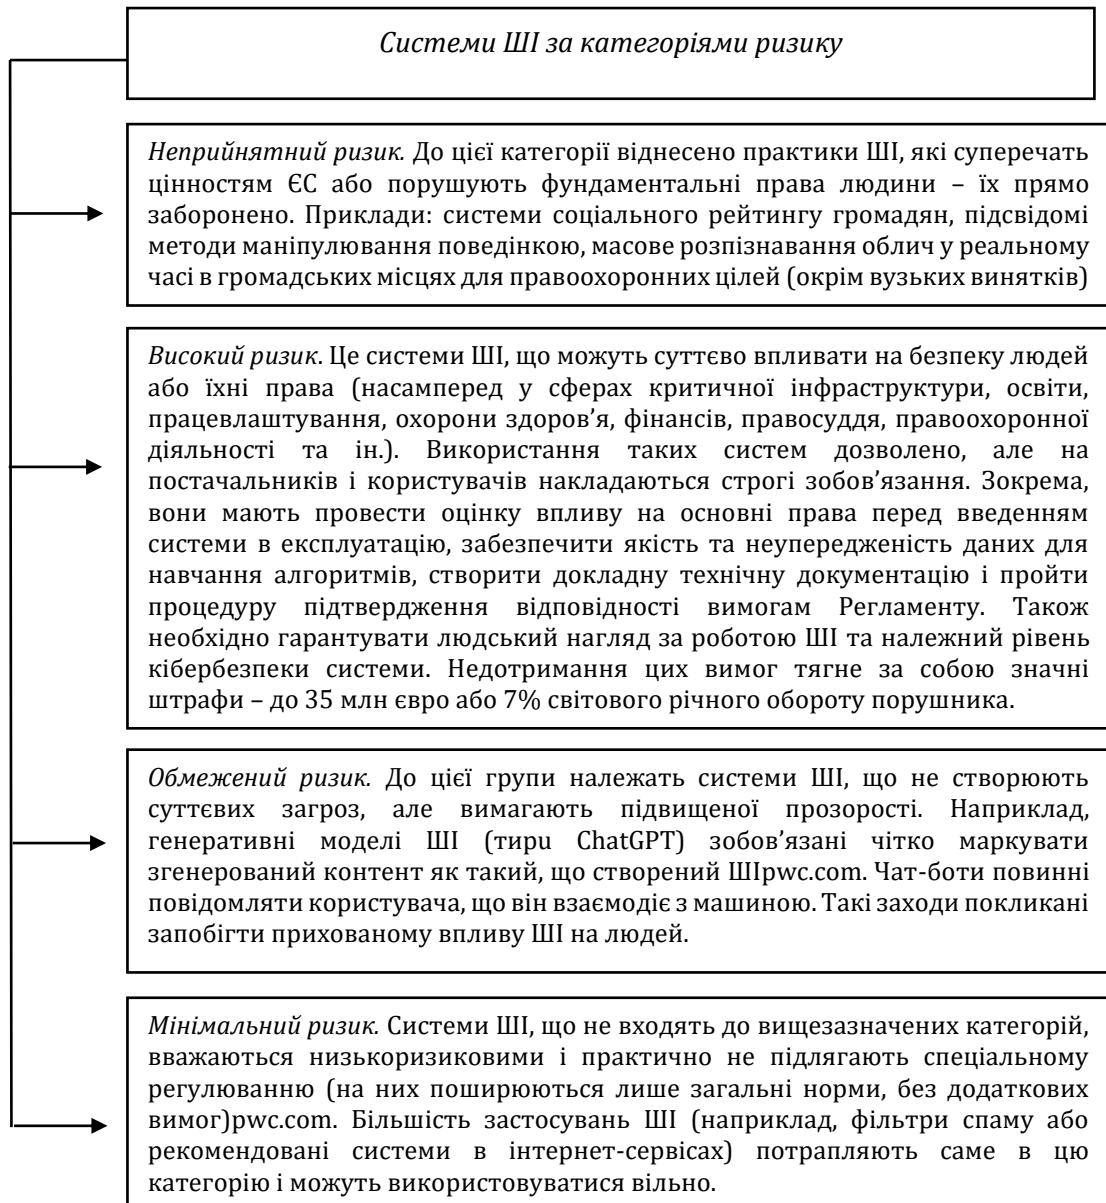 Системи ШІ за категоріями ризику
Неприйнятний ризик. До цієї категорії віднесено практики ШІ, які суперечать
цінностям ЄС або порушують фундаментальні права людини – їх прямо
заборонено. Приклади: системи соціального рейтингу громадян, підсвідомі
методи маніпулювання поведінкою, масове розпізнавання облич у реальному
часі в громадських місцях для правоохоронних цілей (окрім вузьких винятків)
Високий ризик. Це системи ШІ, що можуть суттєво впливати на безпеку людей
або їхні права (насамперед у сферах критичної інфраструктури, освіти,
працевлаштування, охорони здоров’я, фінансів, правосуддя, правоохоронної
діяльності та ін.). Використання таких систем дозволено, але на
постачальників і користувачів накладаються строгі зобов’язання. Зокрема,
вони мають провести оцінку впливу на основні права перед введенням
системи в експлуатацію, забезпечити якість та неупередженість даних для
навчання алгоритмів, створити докладну технічну документацію і пройти
процедуру підтвердження відповідності вимогам Регламенту. Також
необхідно гарантувати людський нагляд за роботою ШІ та належний рівень
кібербезпеки системи. Недотримання цих вимог тягне за собою значні
штрафи – до 35 млн євро або 7% світового річного обороту порушника.
Обмежений ризик. До цієї групи належать системи ШІ, що не створюють
суттєвих загроз, але вимагають підвищеної прозорості. Наприклад,
генеративні моделі ШІ (типu ChatGPT) зобов’язані чітко маркувати
згенерований контент як такий, що створений ШІpwc.com. Чат-боти повинні
повідомляти користувача, що він взаємодіє з машиною. Такі заходи покликані
запобігти прихованому впливу ШІ на людей.
Мінімальний ризик. Системи ШІ, що не входять до вищезазначених категорій,
вважаються низькоризиковими і практично не підлягають спеціальному
регулюванню (на них поширюються лише загальні норми, без додаткових
вимог)pwc.com. Більшість застосувань ШІ (наприклад, фільтри спаму або
рекомендовані системи в інтернет-сервісах) потрапляють саме в цю
категорію і можуть використовуватися вільно.